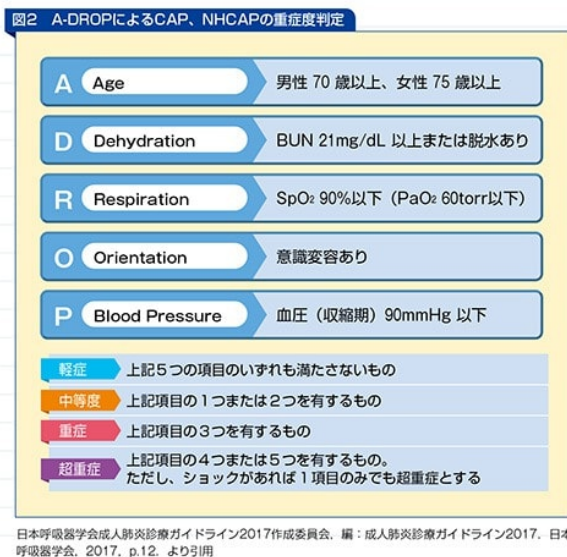 図2 A-DROPによるCAP、NHCAPの重症度判定
A Age 男性 70 歳以上、女性 75 歳以上
D Dehydration BUN 21mg/dL 以上または脱水あり
R Respiration SpO₂ 90%以下（PaO₂ 60torr以下）
O Orientation 意識変容あり
P Blood Pressure 血圧（収縮期）90mmHg 以下
軽症 上記５つの項目のいずれも満たさないもの
中等度 上記項目の１つまたは２つを有するもの
重症 上記項目の３つを有するもの
超重症 上記項目の４つまたは５つを有するもの。
ただし、ショックがあれば１項目のみでも超重症とする
日本呼吸器学会成人肺炎診療ガイドライン2017作成委員会，編：成人肺炎診療ガイドライン2017．日本
呼吸器学会，2017，p.12．より引用